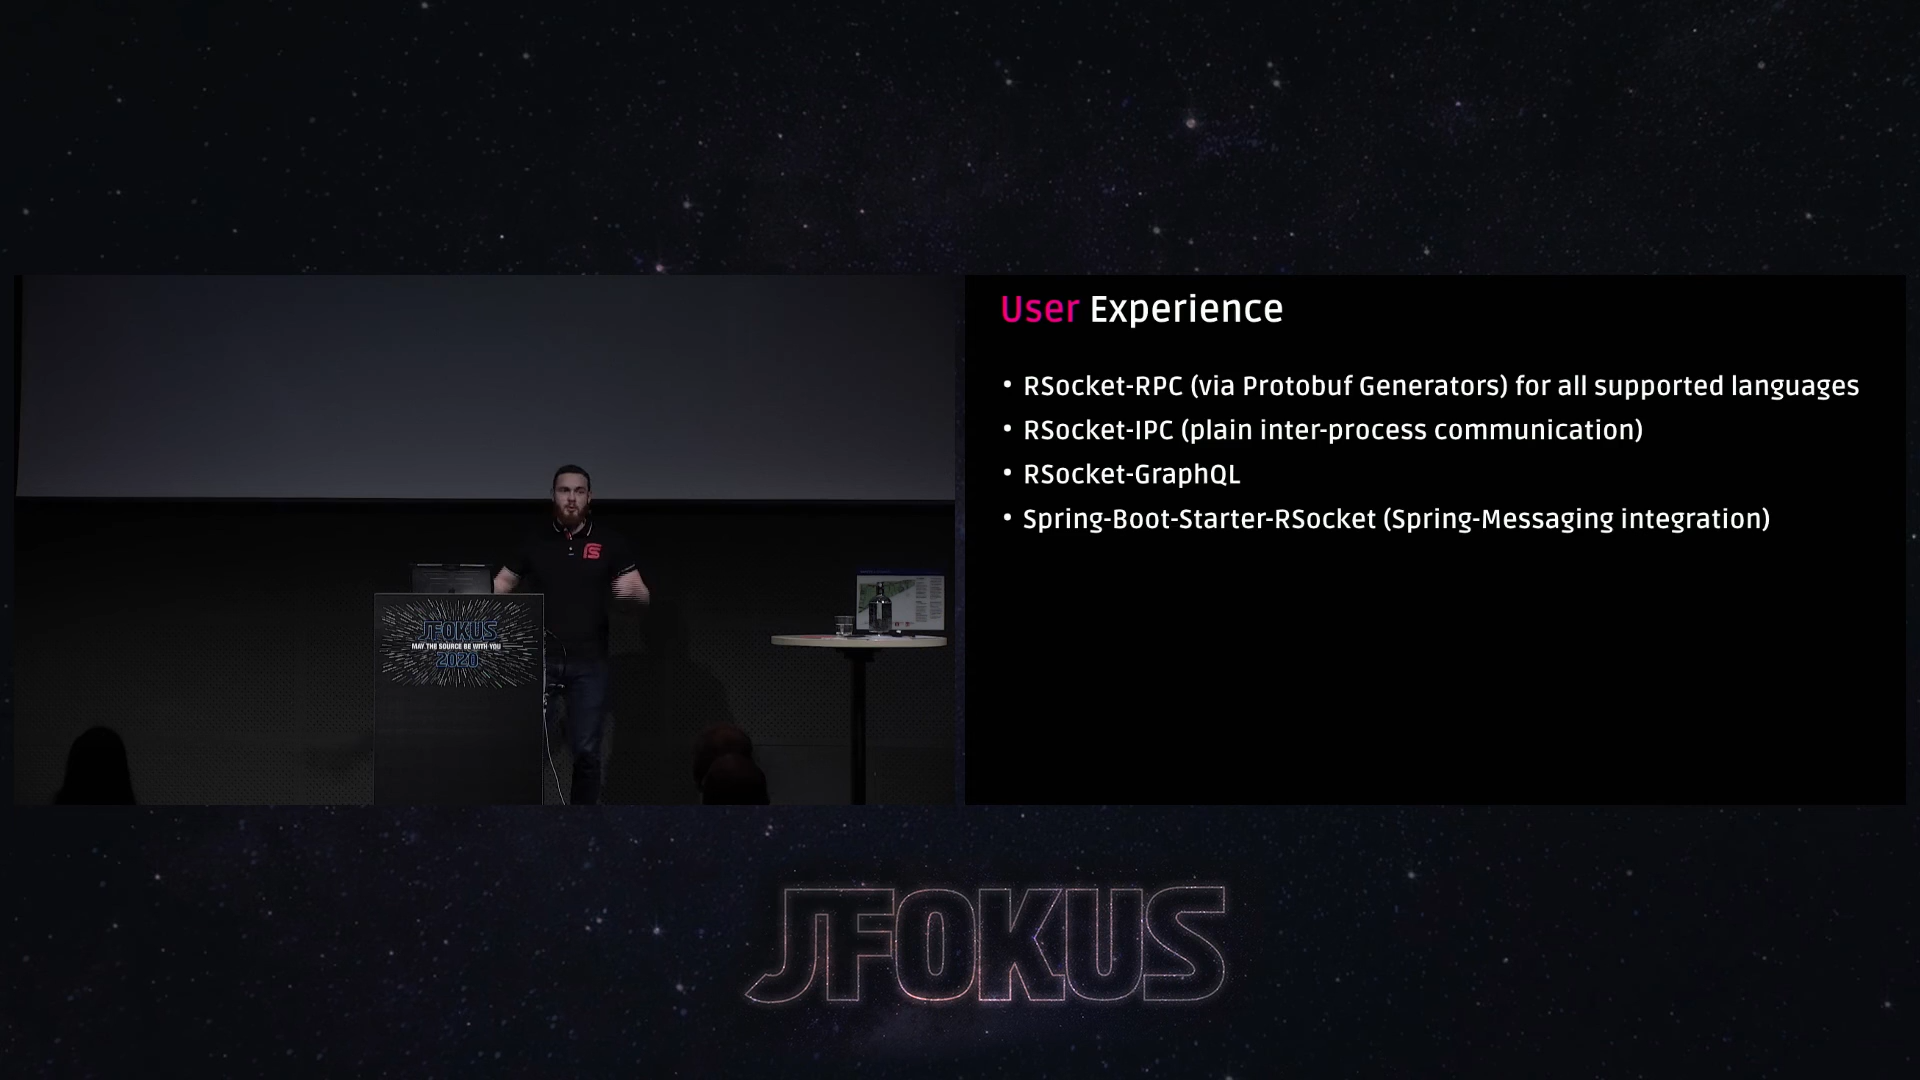 User Experience
• RSocket-RPC (via Protobuf Generators) for all supported languages
• RSocket-IPC (plain inter-process communication)
• RSocket-GraphQL
• Spring-Boot-Starter-RSocket (Spring-Messaging integration)
JFOKUS
MAY THE SOURCE BE WITH YOU
2020
JFOKUS